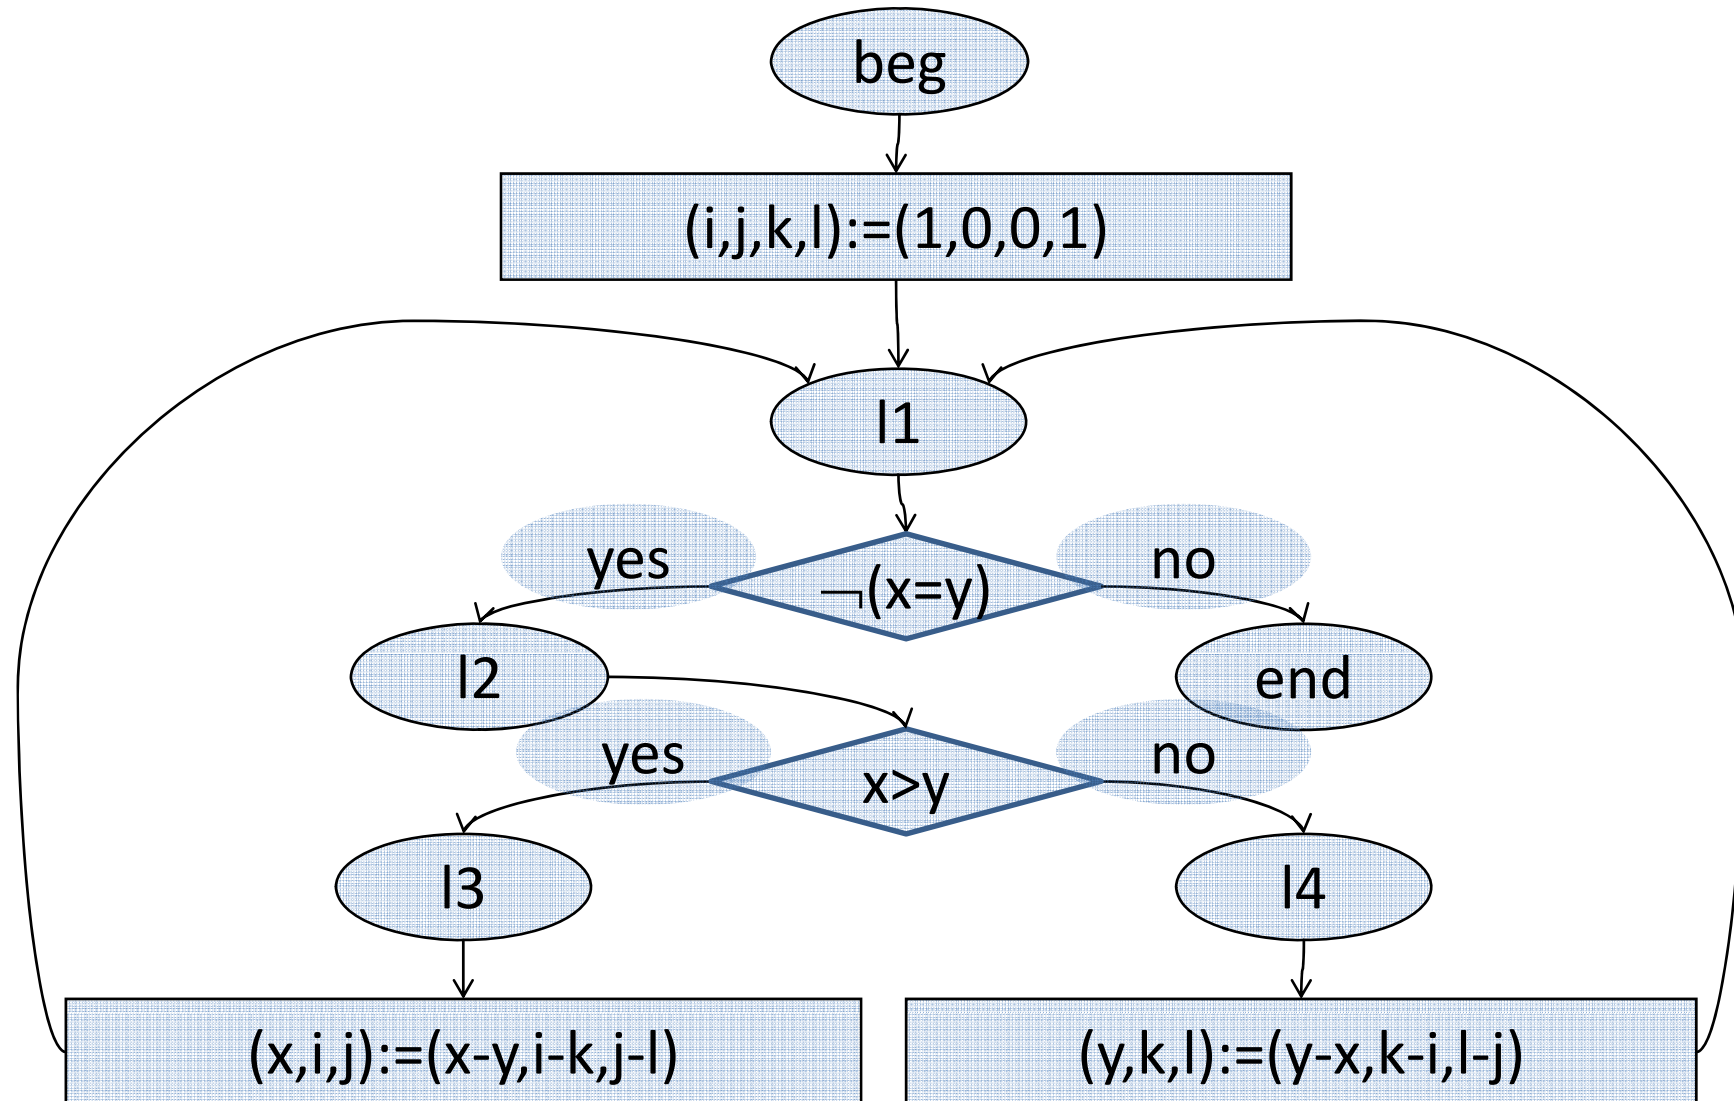 beg
(i,j,k,l):=(1,0,0,1)
l1
yes
¬(x=y)
no
l2
end
yes
x>y
no
l3
l4
(x,i,j):=(x-y,i-k,j-l)
(y,k,l):=(y-x,k-i,l-j)